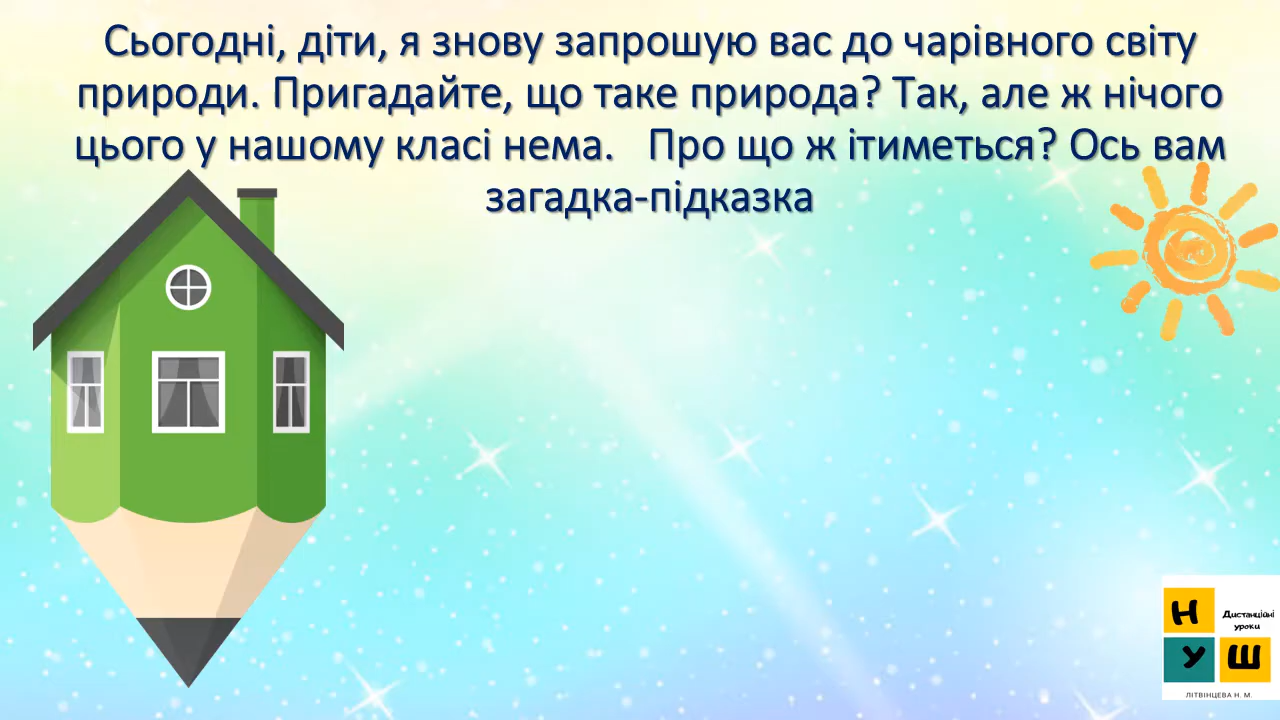 Сьогодні, діти, я знову запрошую вас до чарівного світу
природи. Пригадайте, що таке природа? Так, але ж нічого
цього у нашому класі нема.   Про що ж ітиметься? Ось вам
загадка-підказка
Н
Дистанційні
уроки
У Ш
ЛІТВІНЦЕВА Н. М.